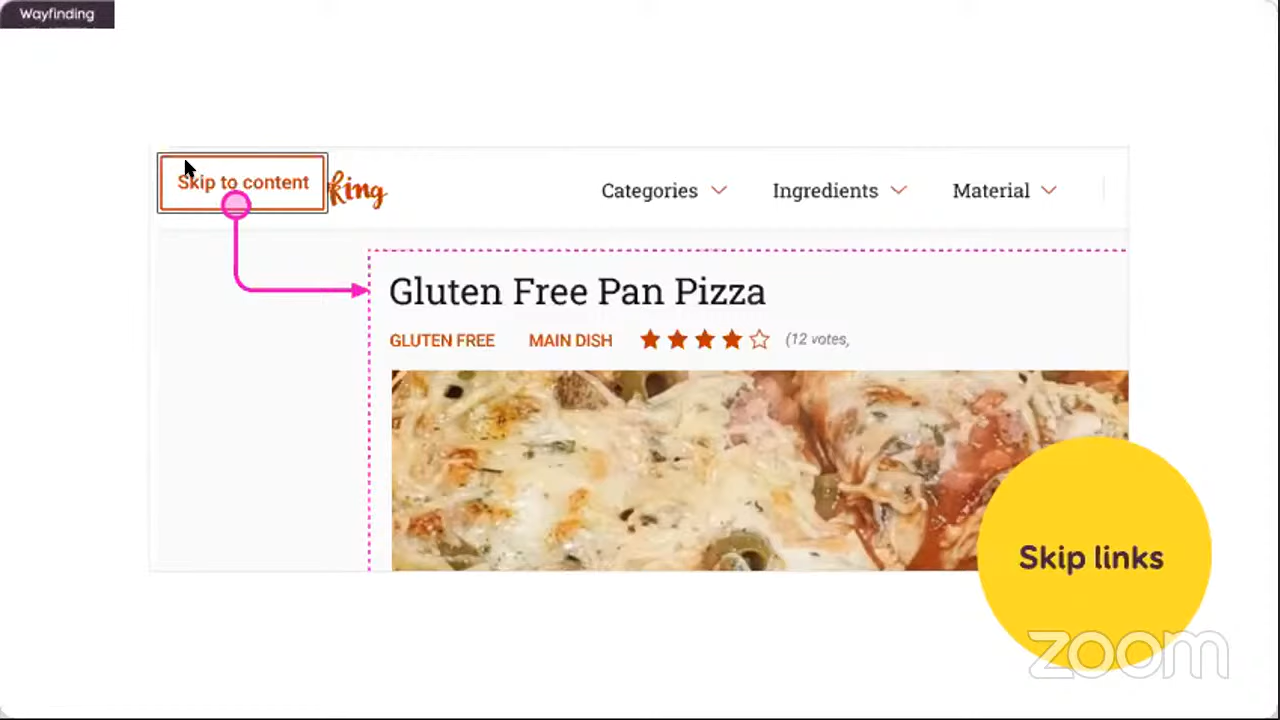 Wayfinding
Skip to content
king
Categories
Ingredients
Material
Gluten Free Pan Pizza
GLUTEN FREE
MAIN DISH
(12 votes,
Skip links
zoom